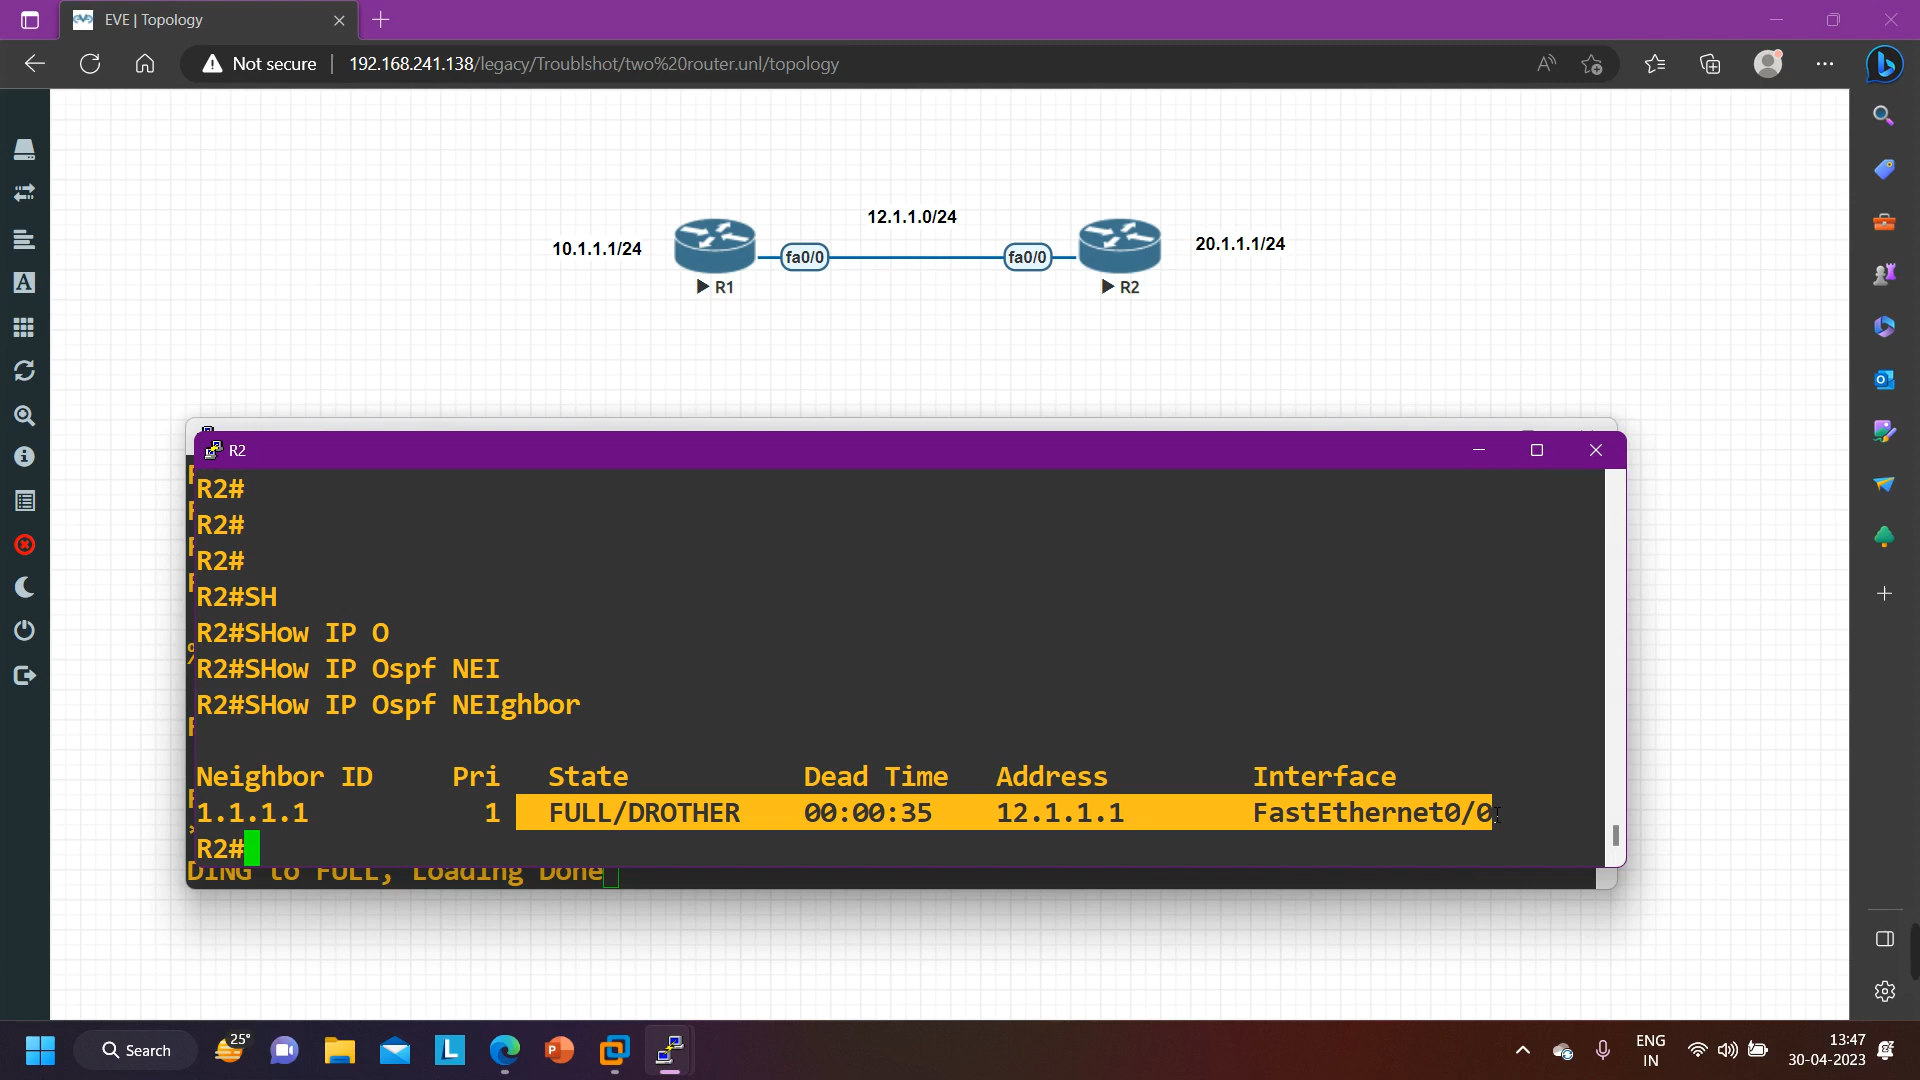 EVE | Topology
Not secure
192.168.241.138/legacy/Troublshot/two%20router.unl/topology
12.1.1.0/24
10.1.1.1/24
fa0/0
fa0/0
20.1.1.1/24
R1
R2
R2
R2#
R2#
R2#
R2#SH
R2#SHow IP O
R2#SHow IP Ospf NEI
R2#SHow IP Ospf NEIghbor
Neighbor ID Pri State Dead Time Address Interface
1.1.1.1 1 FULL/DROTHER 00:00:35 12.1.1.1 FastEthernet0/0
R2#
DING to FULL, Loading Done
Search
25°
ENG
IN
13:47
30-04-2023